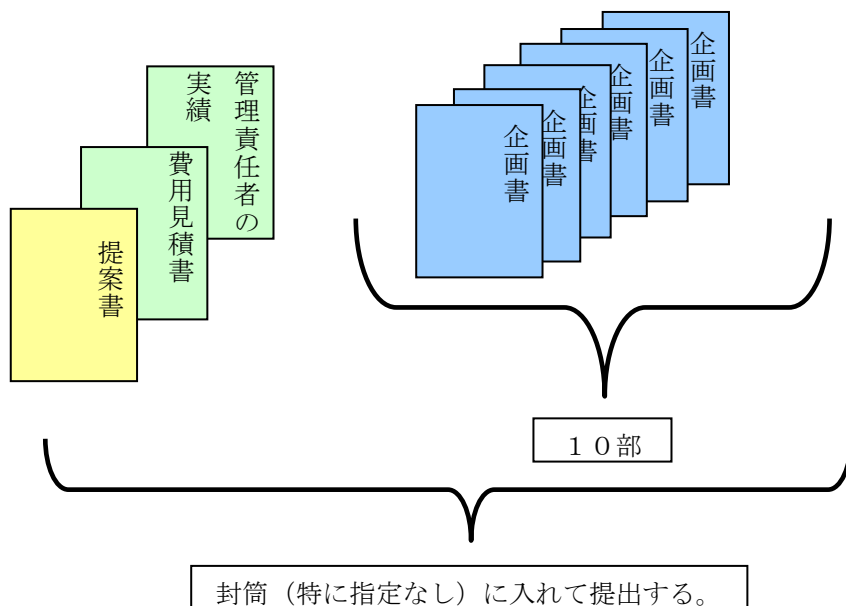 提案書
費用見積書
管理責任者の
実績
企画書
企画書
企画書
企画書
企画書
企画書
１０部
封筒（特に指定なし）に入れて提出する。